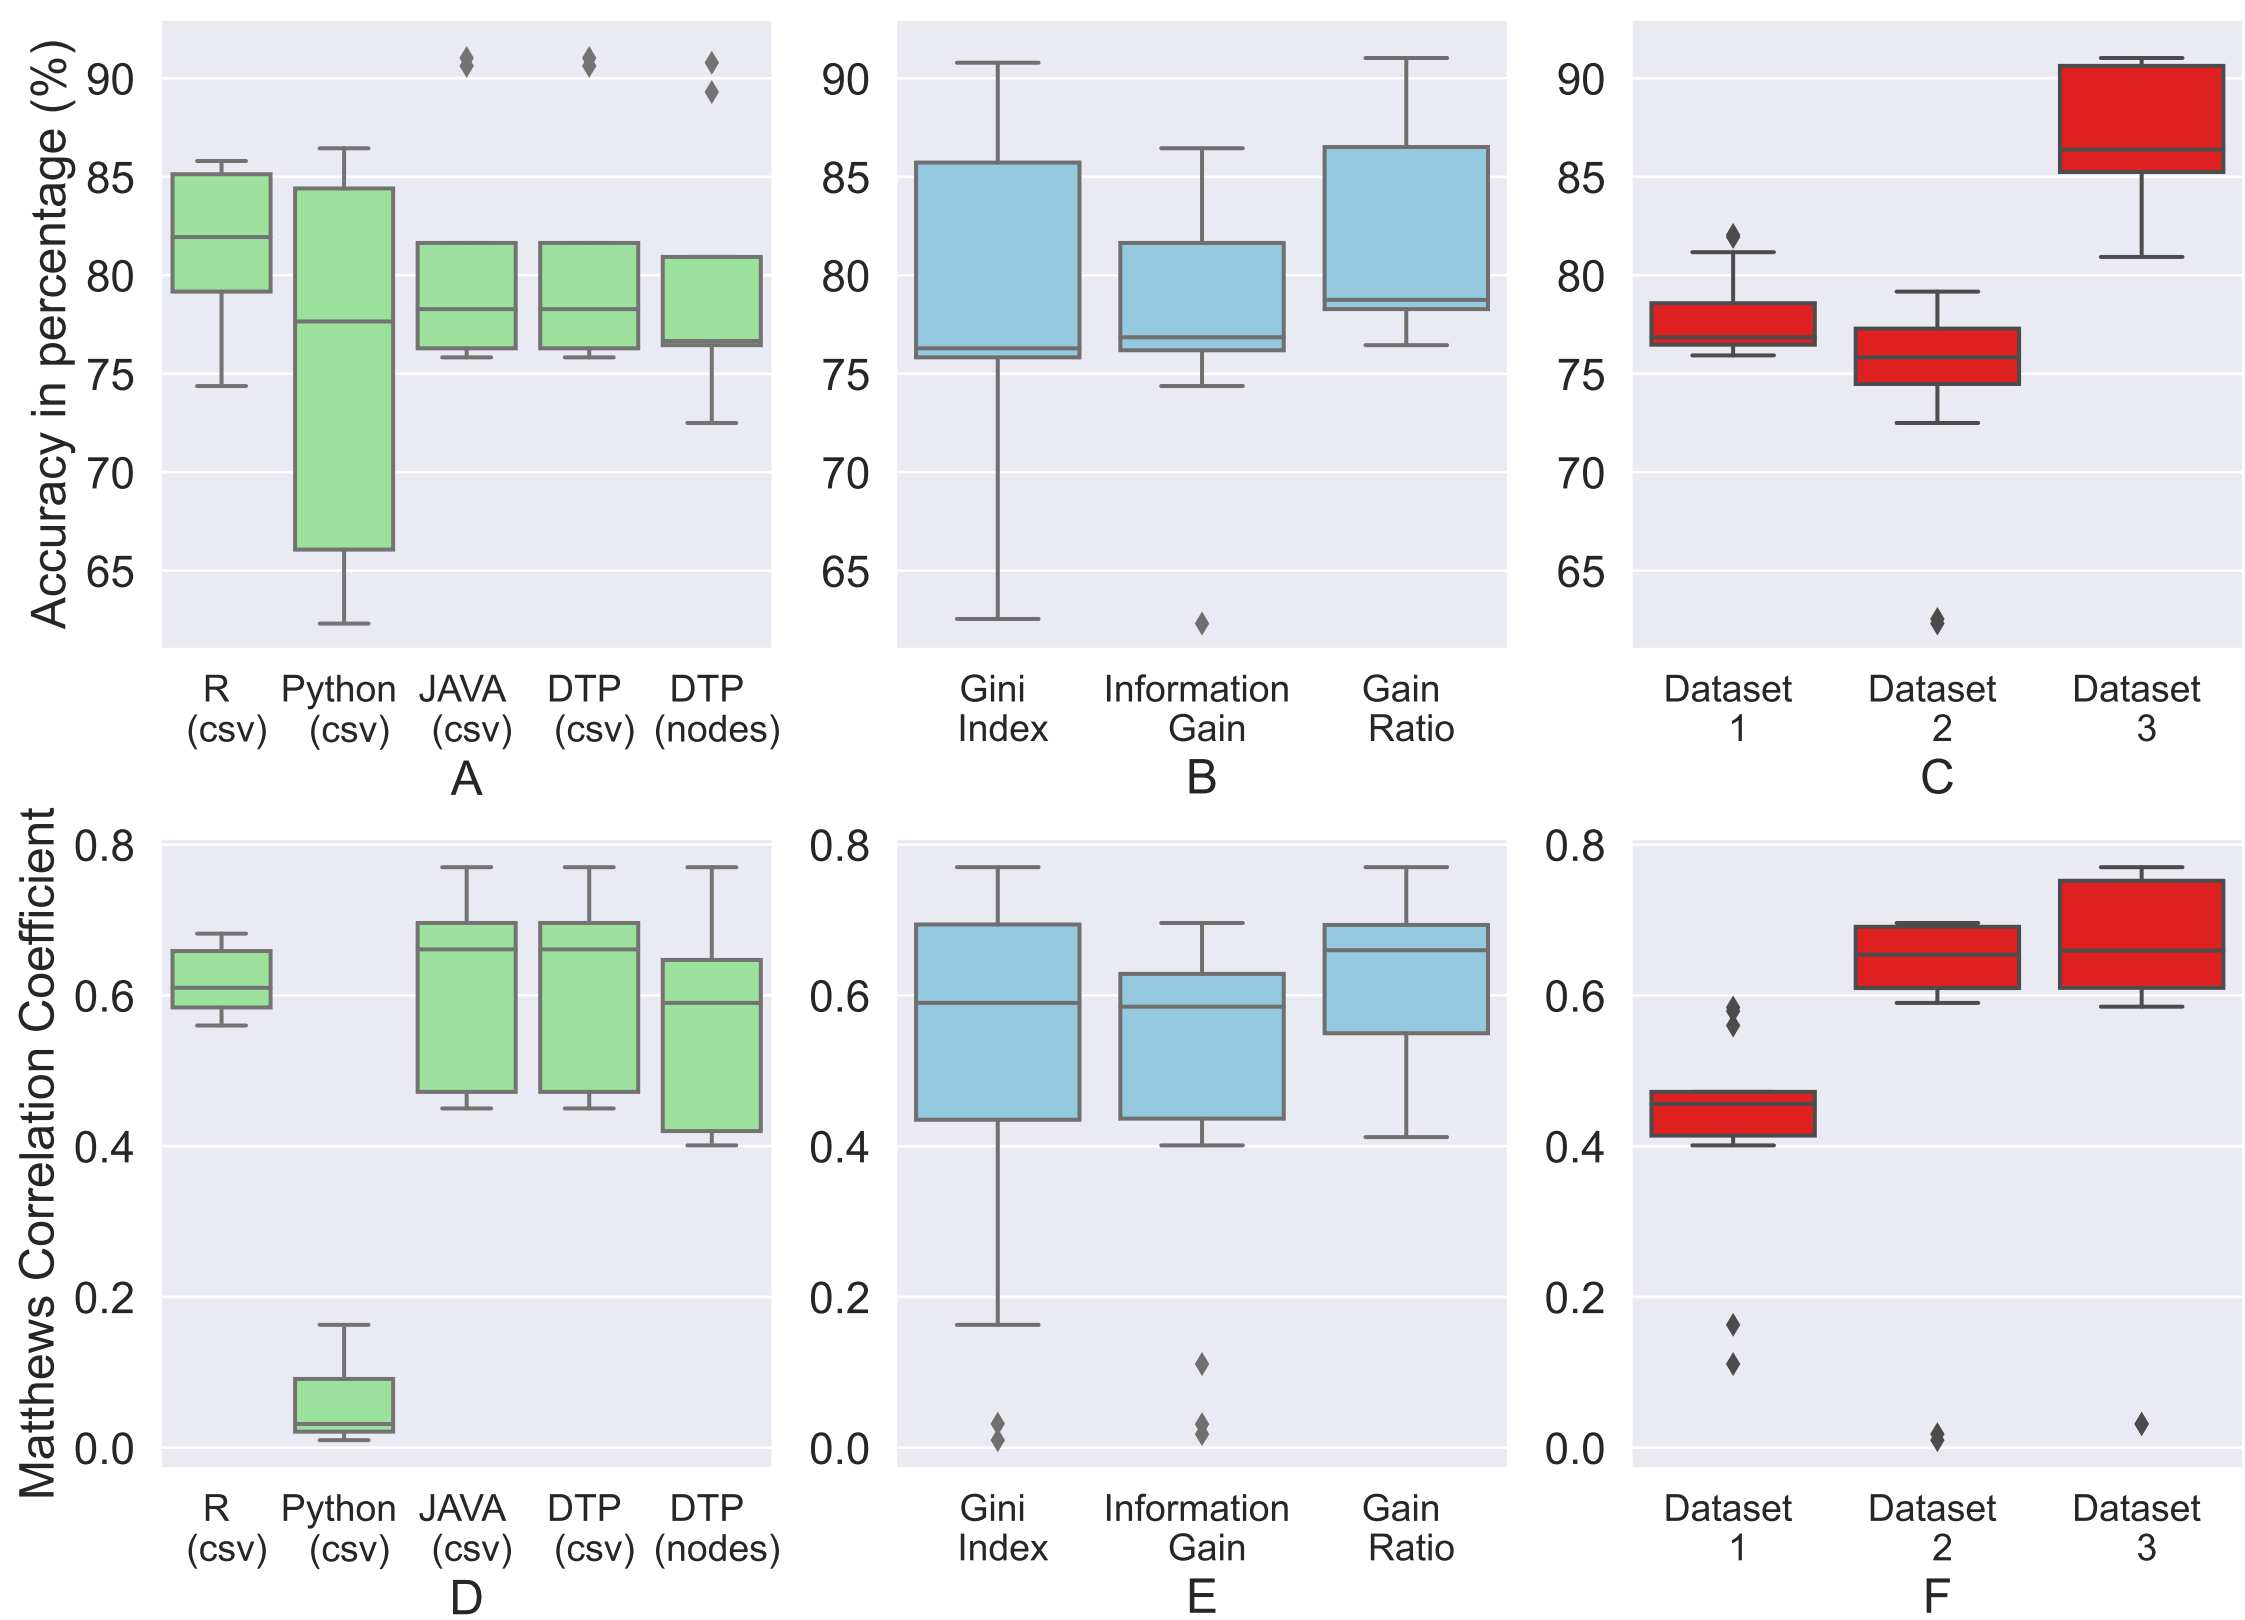 Accuracy in percentage (%)
90
85
80
75
70
65
R
(csv)
Python
(csv)
JAVA
(csv)
DTP
(csv)
DTP
(nodes)
A
90
85
80
75
70
65
Gini
Index
Information
Gain
Gain
Ratio
B
90
85
80
75
70
65
Dataset
1
Dataset
2
Dataset
3
C
Matthews Correlation Coefficient
0.8
0.6
0.4
0.2
0.0
R
(csv)
Python
(csv)
JAVA
(csv)
DTP
(csv)
DTP
(nodes)
D
0.8
0.6
0.4
0.2
0.0
Gini
Index
Information
Gain
Gain
Ratio
E
0.8
0.6
0.4
0.2
0.0
Dataset
1
Dataset
2
Dataset
3
F